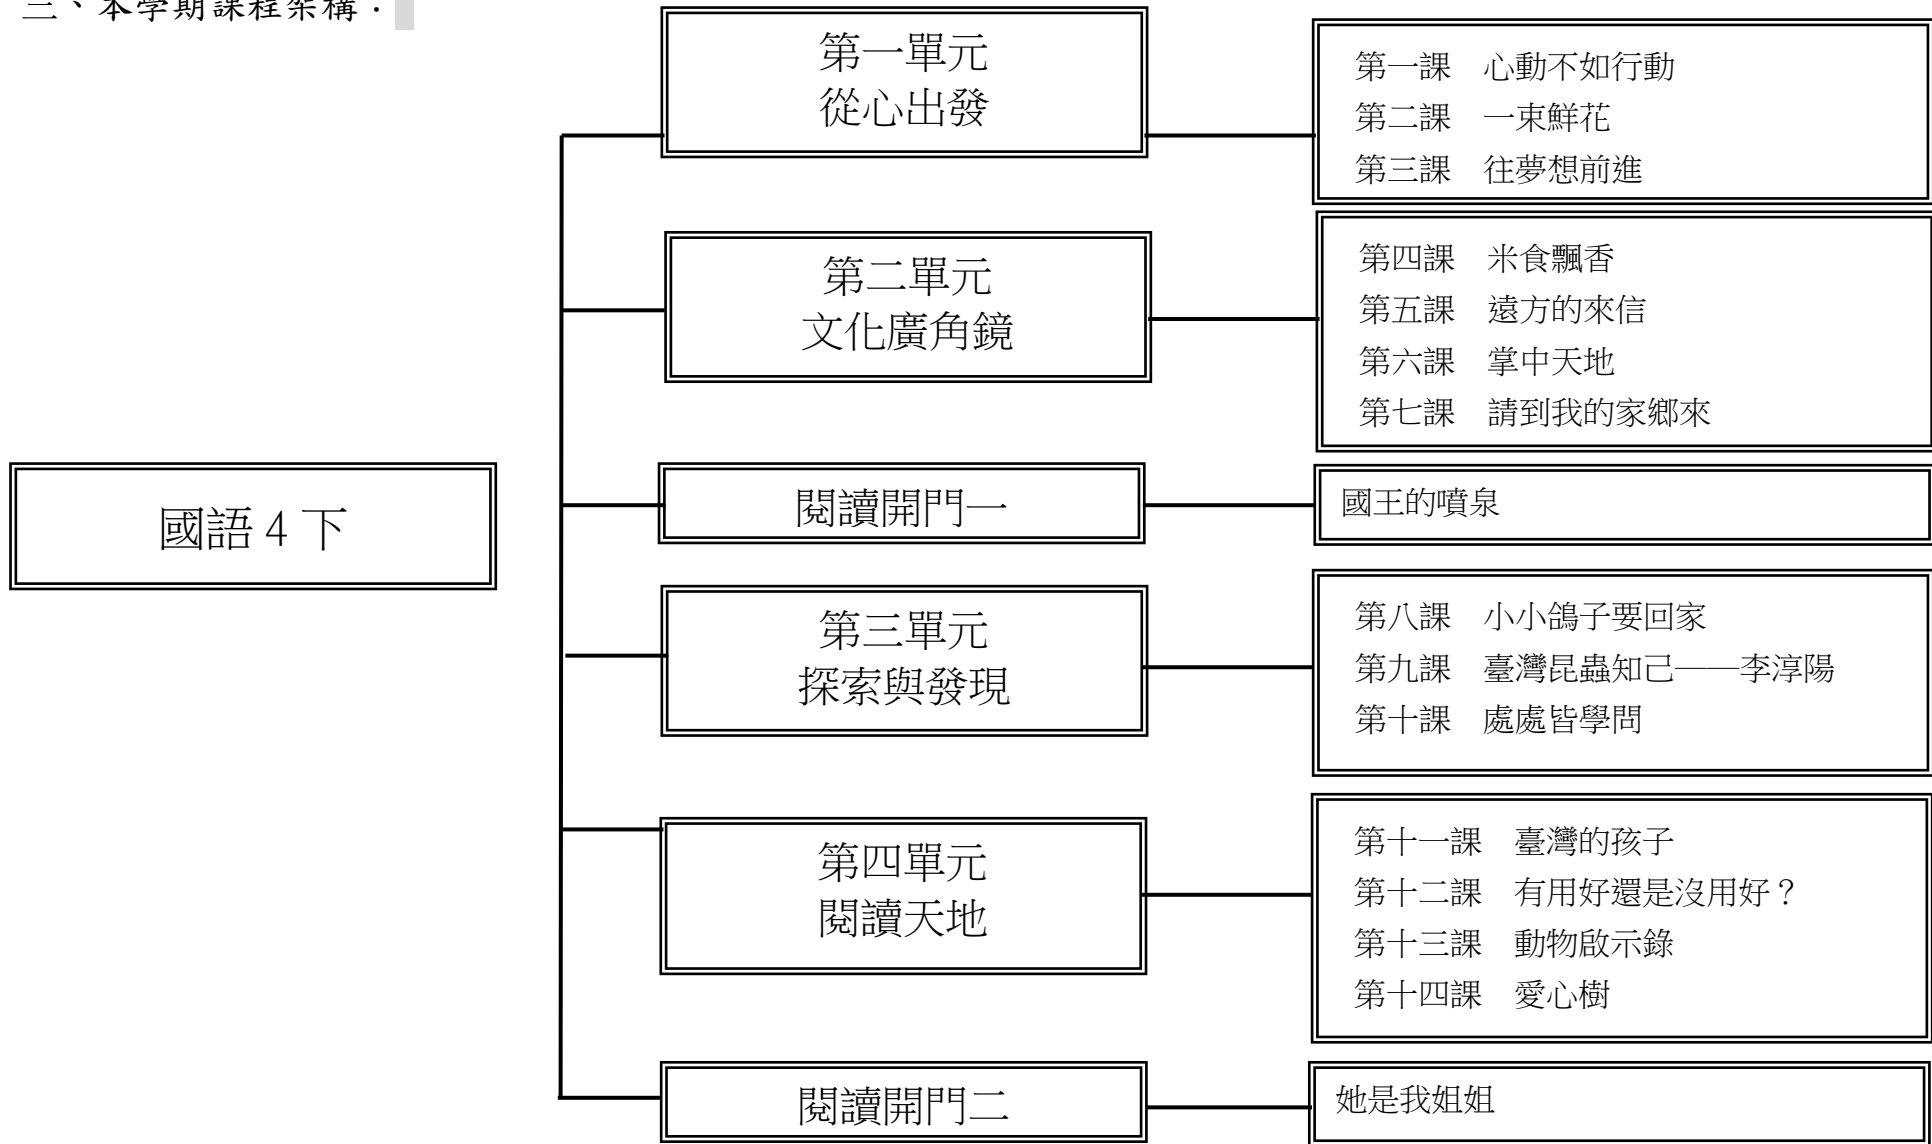 三、本學期課程架構：
第一單元
從心出發
第一課　心動不如行動
第二課　一束鮮花
第三課　往夢想前進
第二單元
文化廣角鏡
第四課　米食飄香
第五課　遠方的來信
第六課　掌中天地
第七課　請到我的家鄉來
國語 4 下
閱讀開門一
國王的噴泉
第三單元
探索與發現
第八課　小小鴿子要回家
第九課　臺灣昆蟲知己——李淳陽
第十課　處處皆學問
第四單元
閱讀天地
第十一課　臺灣的孩子
第十二課　有用好還是沒用好？
第十三課　動物啟示錄
第十四課　愛心樹
閱讀開門二
她是我姐姐